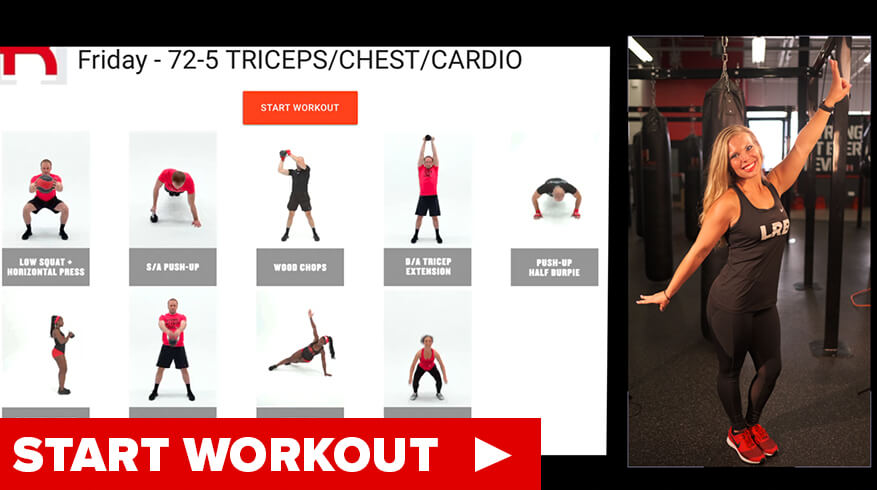 Friday - 72-5 TRICEPS/CHEST/CARDIO
START WORKOUT
LOW SQUAT +
HORIZONTAL PRESS
S/A PUSH-UP
WOOD CHOPS
B/A TRICEP
EXTENSION
PUSH-UP
HALF BURPIE
LRB
START WORKOUT